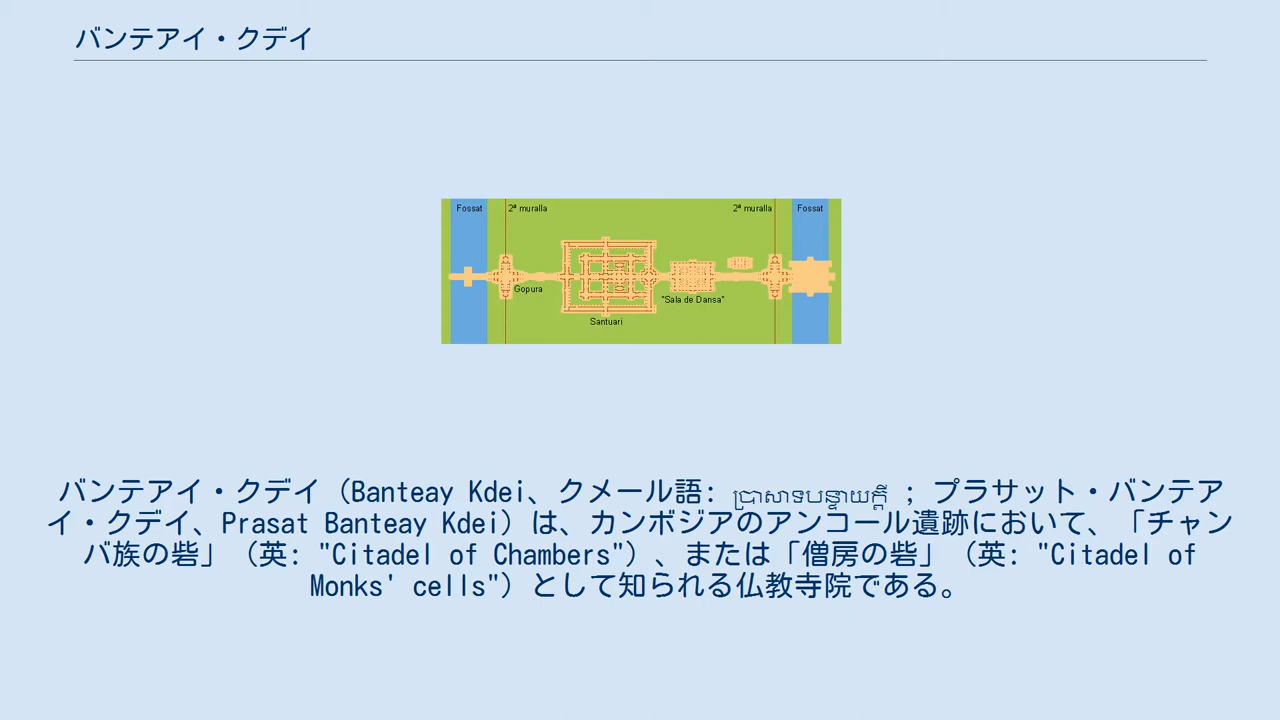 バンテアイ・クデイ
Fossat
2ª muralla
2ª muralla
Fossat
Gopura
"Sala de Dansa"
Santuari
バンテアイ・クデイ（Banteay Kdei、クメール語: ប្រាសាទបន្ទាយក្ដី ; プラサット・バンテア
イ・クデイ、Prasat Banteay Kdei）は、カンボジアのアンコール遺跡において、「チャン
バ族の砦」（英: "Citadel of Chambers"）、または「僧房の砦」（英: "Citadel of
Monks' cells"）として知られる仏教寺院である。